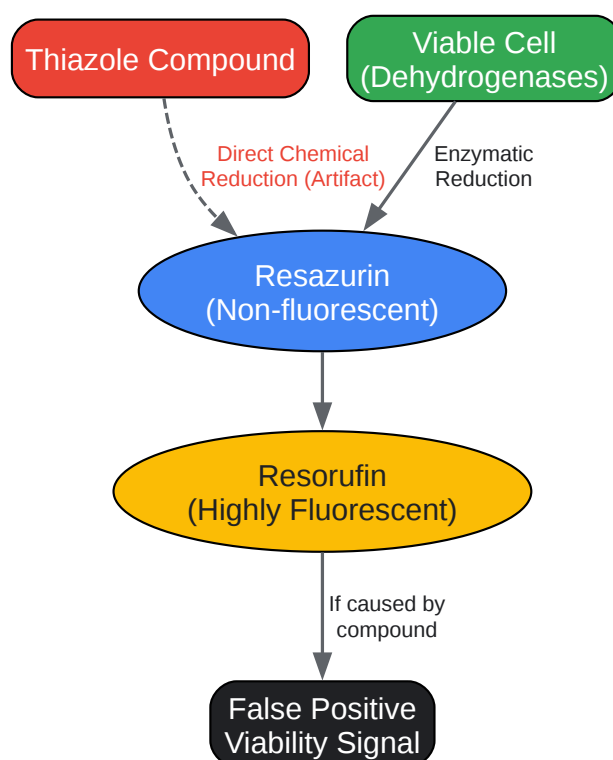 Thiazole Compound
Viable Cell
(Dehydrogenases)
Direct Chemical
Reduction (Artifact)
Enzymatic
Reduction
Resazurin
(Non-fluorescent)
Resorufin
(Highly Fluorescent)
If caused by
compound
False Positive
Viability Signal